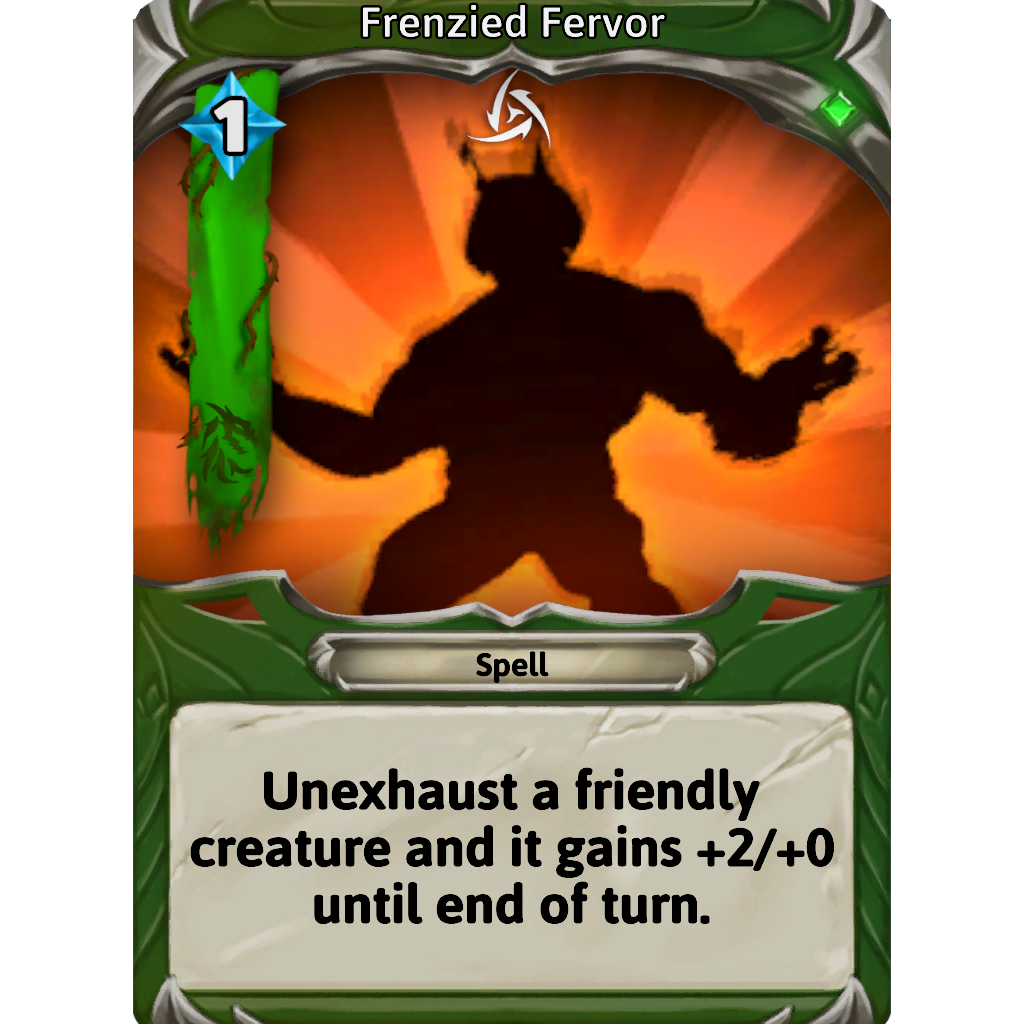 Frenzied Fervor
1
Spell
Unexhaust a friendly
creature and it gains +2/+0
until end of turn.